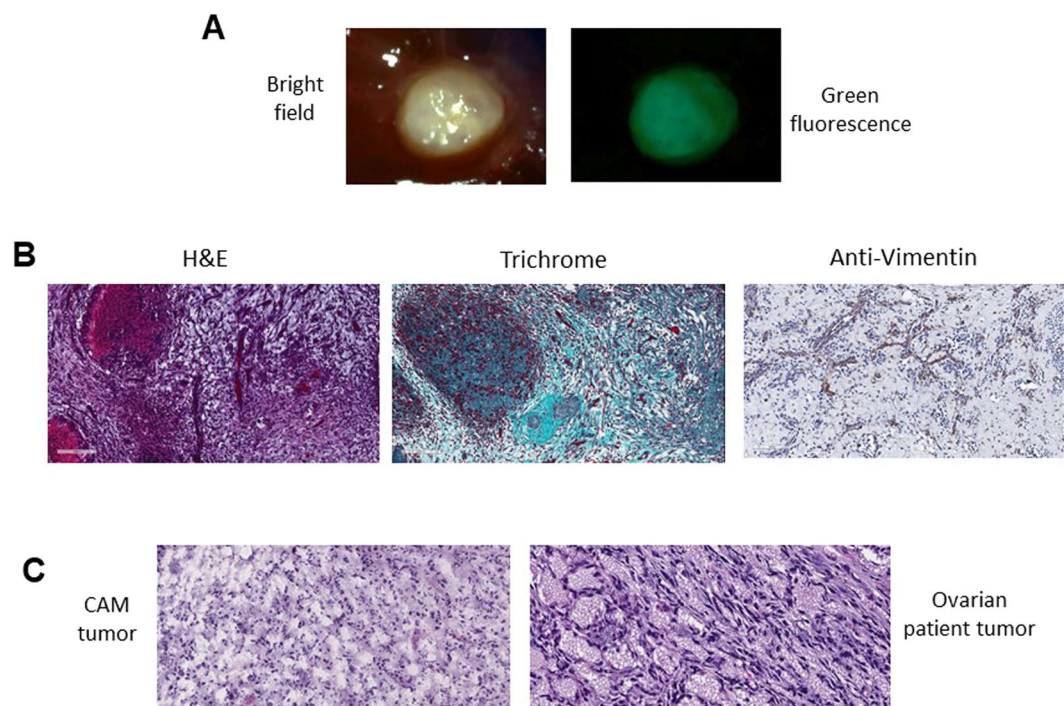 A
Bright
field
Green
fluorescence
B
H&E
Trichrome
Anti-Vimentin
C
CAM
tumor
Ovarian
patient tumor